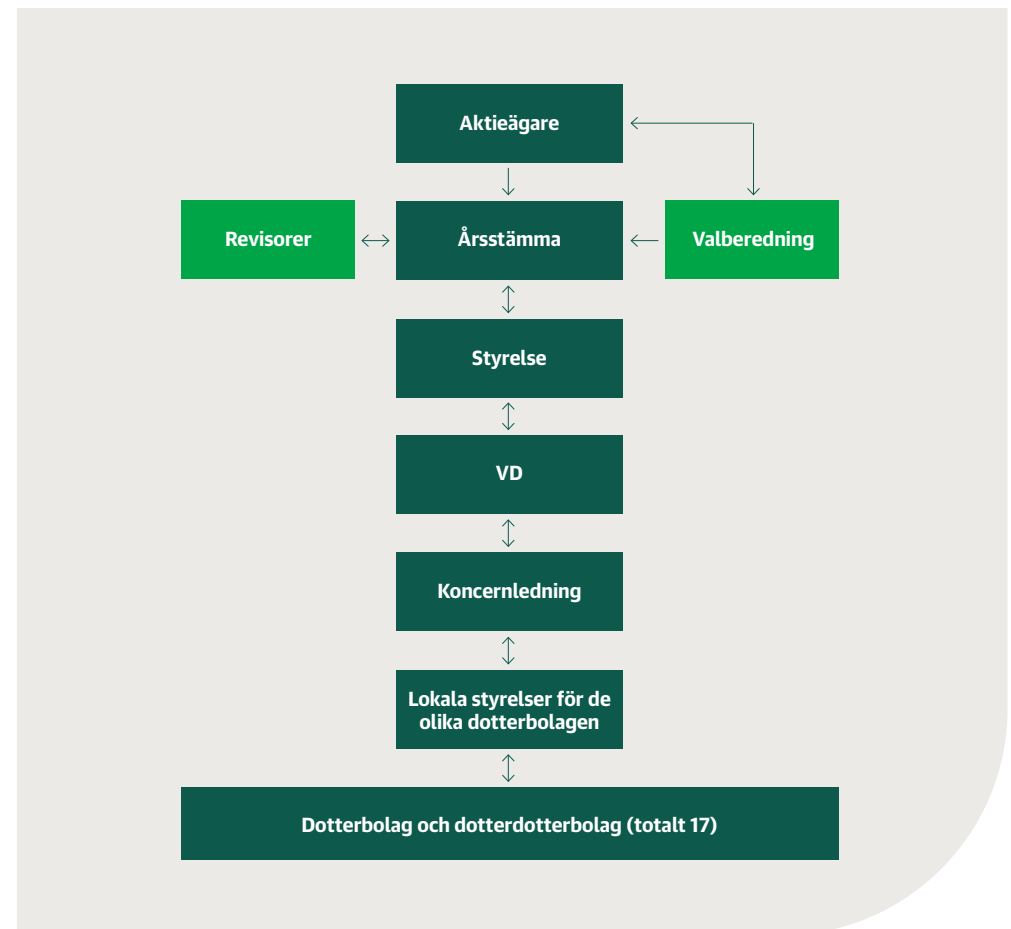 Aktieägare
Revisorer
Årsstämma
Valberedning
Styrelse
VD
Koncernledning
Lokala styrelser för de
olika dotterbolagen
Dotterbolag och dotterdotterbolag (totalt 17)